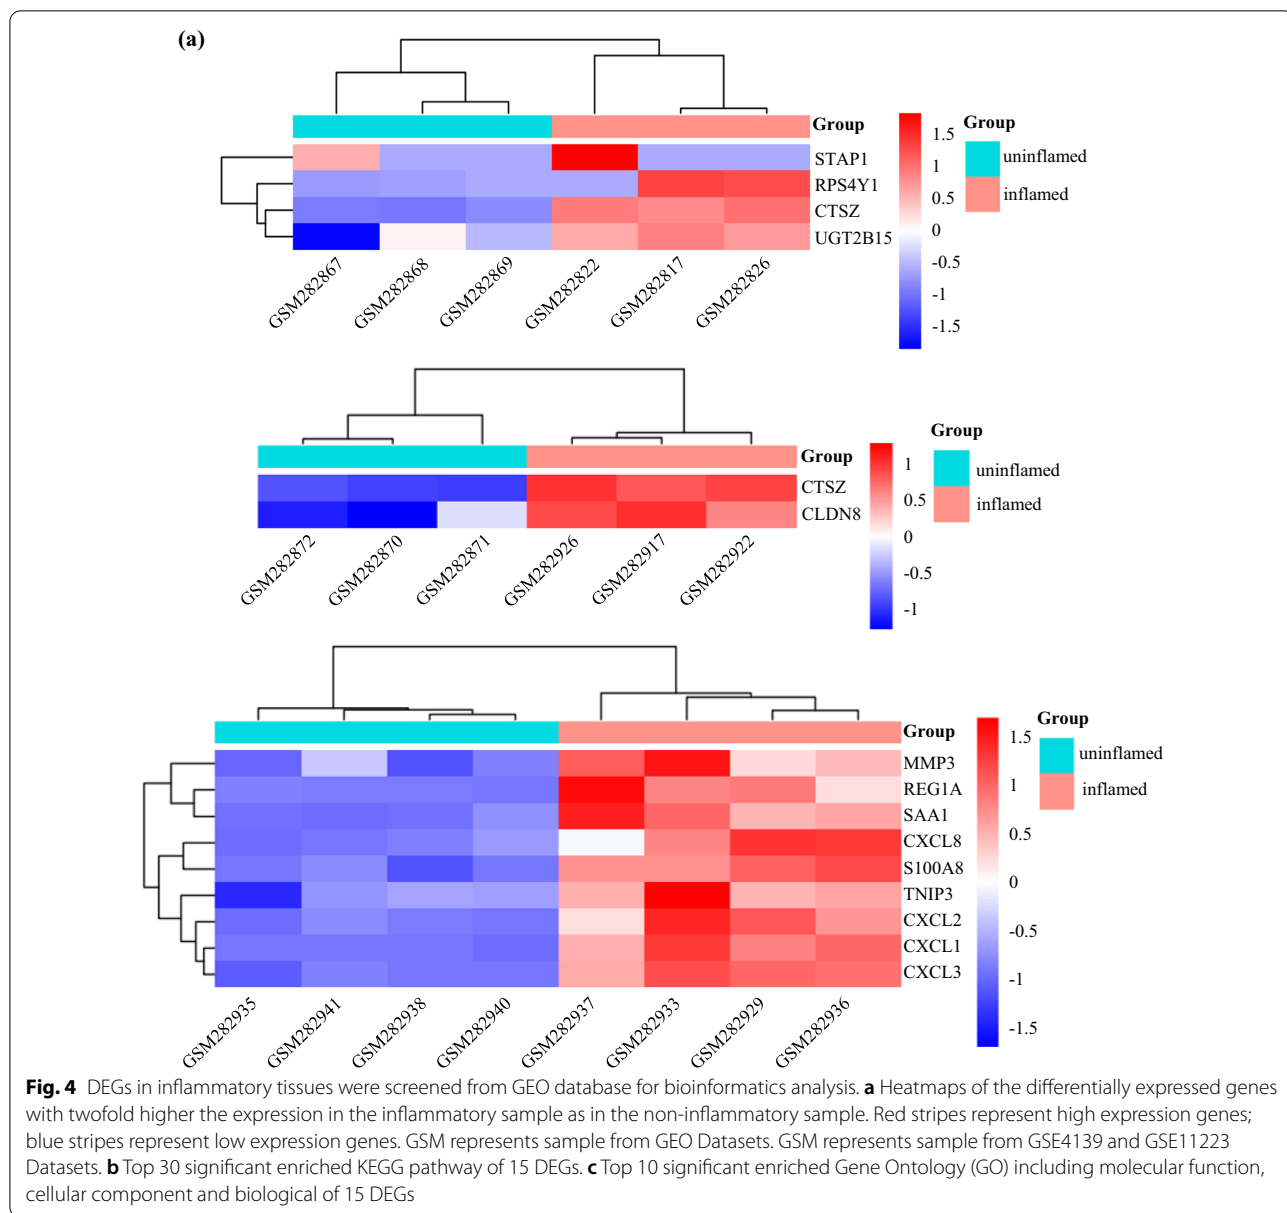 (a)
Group
STAP1
RPS4Y1
CTSZ
UGT2B15
GSM282867
GSM282868
GSM282869
GSM282822
GSM282817
GSM282826
1.5
1
0.5
0
-0.5
-1
-1.5
Group
uninflamed
inflamed
Group
CTSZ
CLDN8
GSM282872
GSM282870
GSM282871
GSM282926
GSM282917
GSM282922
1
0.5
0
-0.5
-1
Group
uninflamed
inflamed
Group
MMP3
REG1A
SAA1
CXCL8
S100A8
TNIP3
CXCL2
CXCL1
CXCL3
GSM282935
GSM282941
GSM282938
GSM282940
GSM282937
GSM282933
GSM282929
GSM282936
1.5
1
0.5
0
-0.5
-1
-1.5
Group
uninflamed
inflamed
Fig. 4 DEGs in inflammatory tissues were screened from GEO database for bioinformatics analysis. a Heatmaps of the differentially expressed genes
with twofold higher the expression in the inflammatory sample as in the non-inflammatory sample. Red stripes represent high expression genes;
blue stripes represent low expression genes. GSM represents sample from GEO Datasets. GSM represents sample from GSE4139 and GSE11223
Datasets. b Top 30 significant enriched KEGG pathway of 15 DEGs. c Top 10 significant enriched Gene Ontology (GO) including molecular function,
cellular component and biological of 15 DEGs